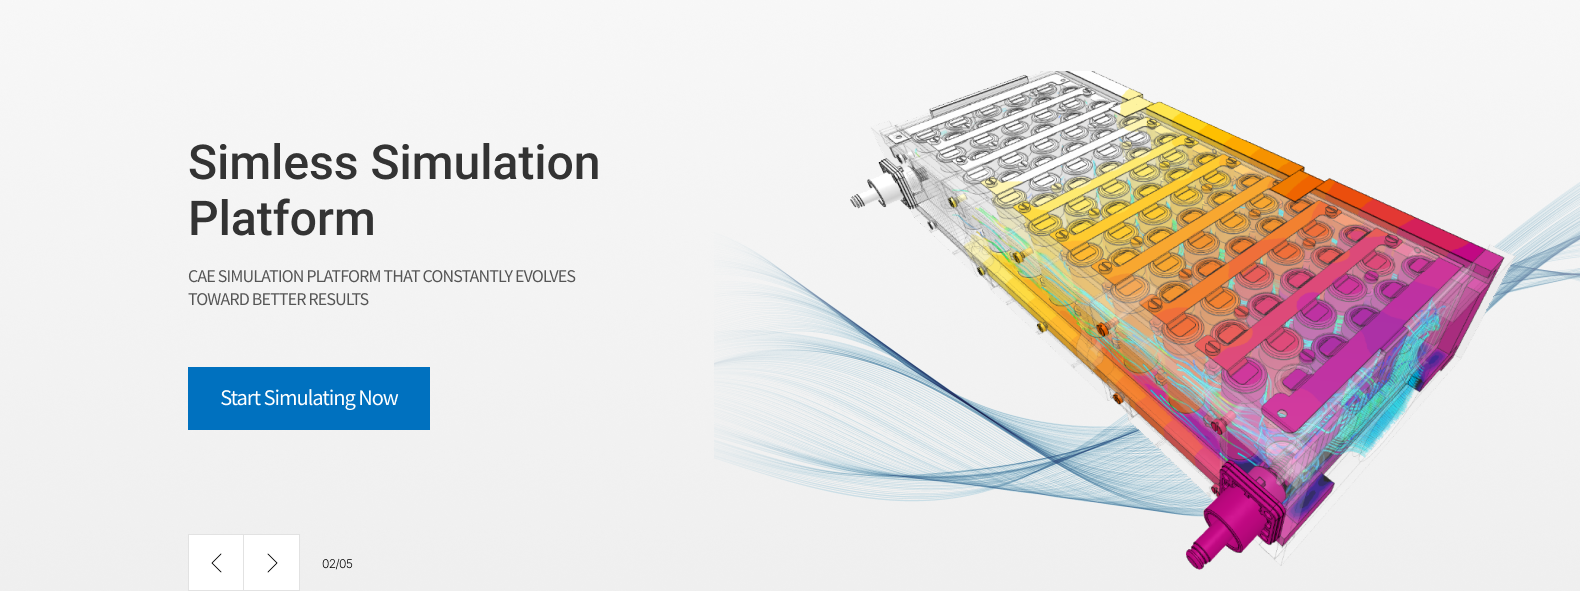 Simless Simulation
Platform
CAE SIMULATION PLATFORM THAT CONSTANTLY EVOLVES
TOWARD BETTER RESULTS
Start Simulating Now
02/05